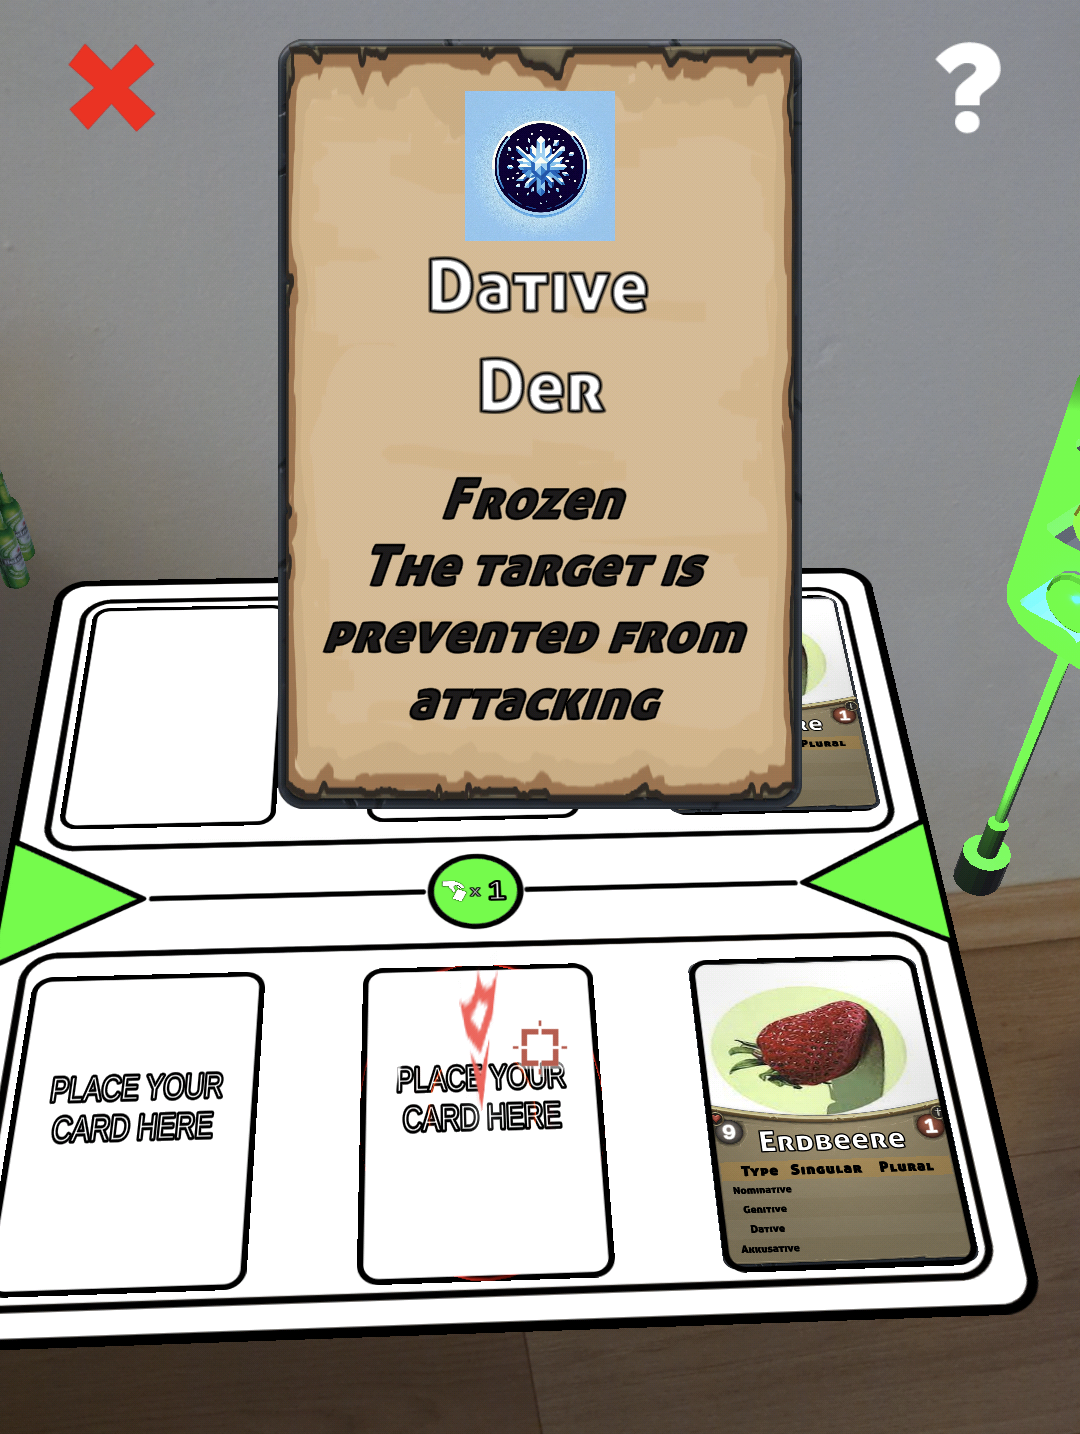 ?
Dative
Der
Frozen
The target is
prevented from
attacking
1
Plural
x 1
PLACE YOUR
CARD HERE
PLACE YOUR
CARD HERE
9
Erdbeere
1
Type Singular Plural
Nominative
Genitive
Dative
Akkusative